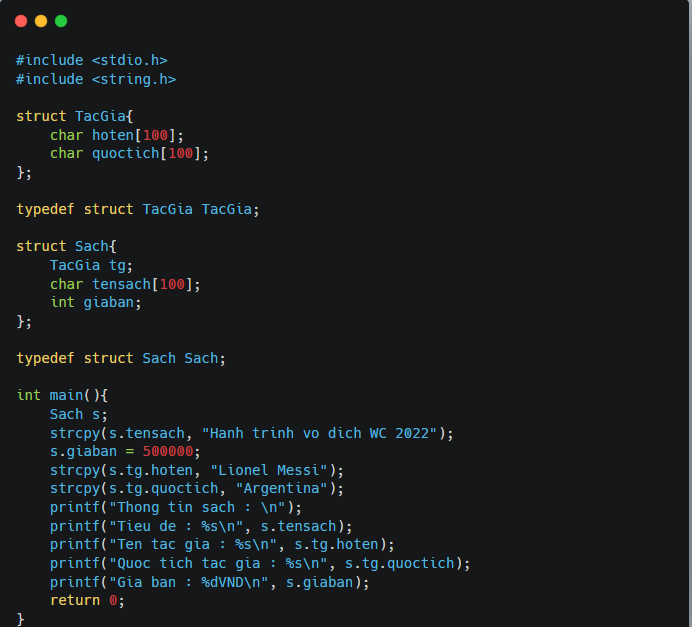 #include <stdio.h>
#include <string.h>
struct TacGia{
    char hoten[100];
    char quoctich[100];
};
typedef struct TacGia TacGia;
struct Sach{
    TacGia tg;
    char tensach[100];
    int giaban;
};
typedef struct Sach Sach;
int main(){
    Sach s;
    strcpy(s.tensach, "Hanh trinh vo dich WC 2022");
    s.giaban = 500000;
    strcpy(s.tg.hoten, "Lionel Messi");
    strcpy(s.tg.quoctich, "Argentina");
    printf("Thong tin sach : \n");
    printf("Tieu de : %s\n", s.tensach);
    printf("Ten tac gia : %s\n", s.tg.hoten);
    printf("Quoc tich tac gia : %s\n", s.tg.quoctich);
    printf("Gia ban : %dVND\n", s.giaban);
    return 0;
}